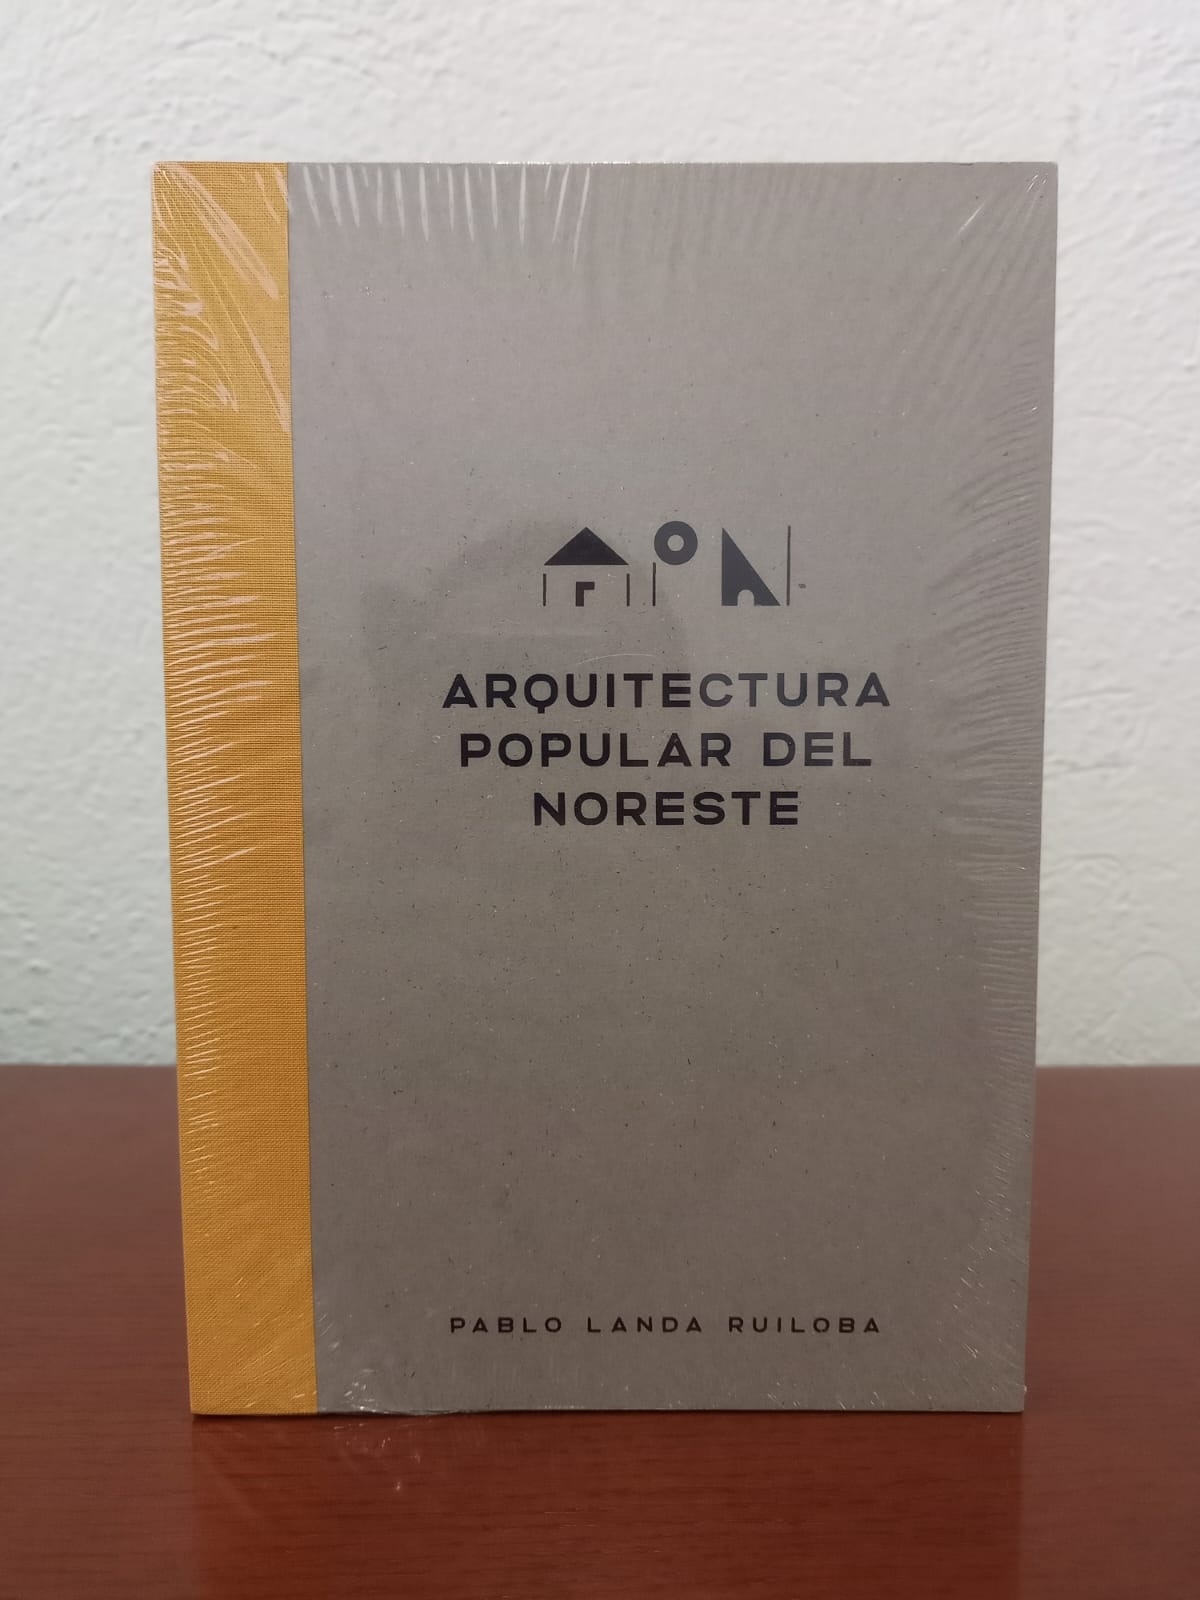 ARQUITECTURA
POPULAR DEL
NORESTE
PABLO LANDA RUILOBA